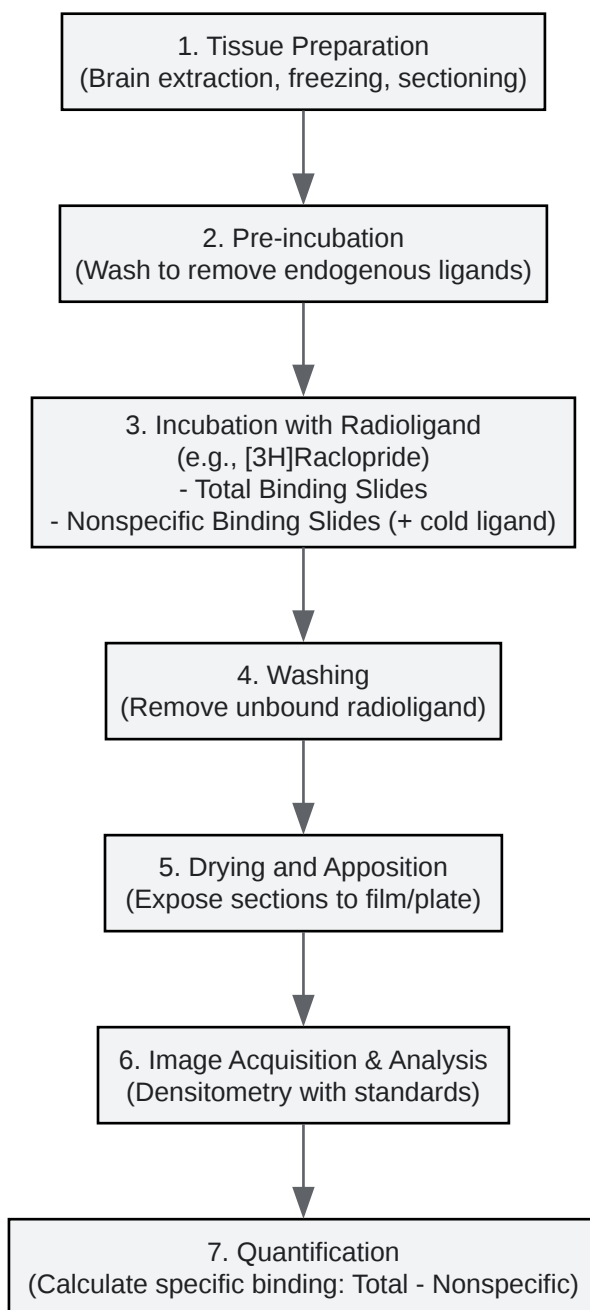 1. Tissue Preparation
(Brain extraction, freezing, sectioning)
2. Pre-incubation
(Wash to remove endogenous ligands)
3. Incubation with Radioligand
(e.g., [3H]Raclopride)
- Total Binding Slides
- Nonspecific Binding Slides (+ cold ligand)
4. Washing
(Remove unbound radioligand)
5. Drying and Apposition
(Expose sections to film/plate)
6. Image Acquisition & Analysis
(Densitometry with standards)
7. Quantification
(Calculate specific binding: Total - Nonspecific)